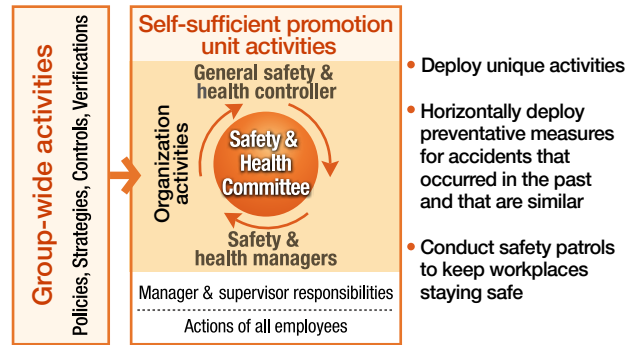 Group-wide activities
Policies, Strategies, Controls, Verifications
Self-sufficient promotion
unit activities
Organization
activities
General safety &
health controller
Safety &
Health
Committee
Safety &
health managers
Manager & supervisor responsibilities
Actions of all employees
• Deploy unique activities
• Horizontally deploy
preventative measures
for accidents that
occurred in the past
and that are similar
• Conduct safety patrols
to keep workplaces
staying safe